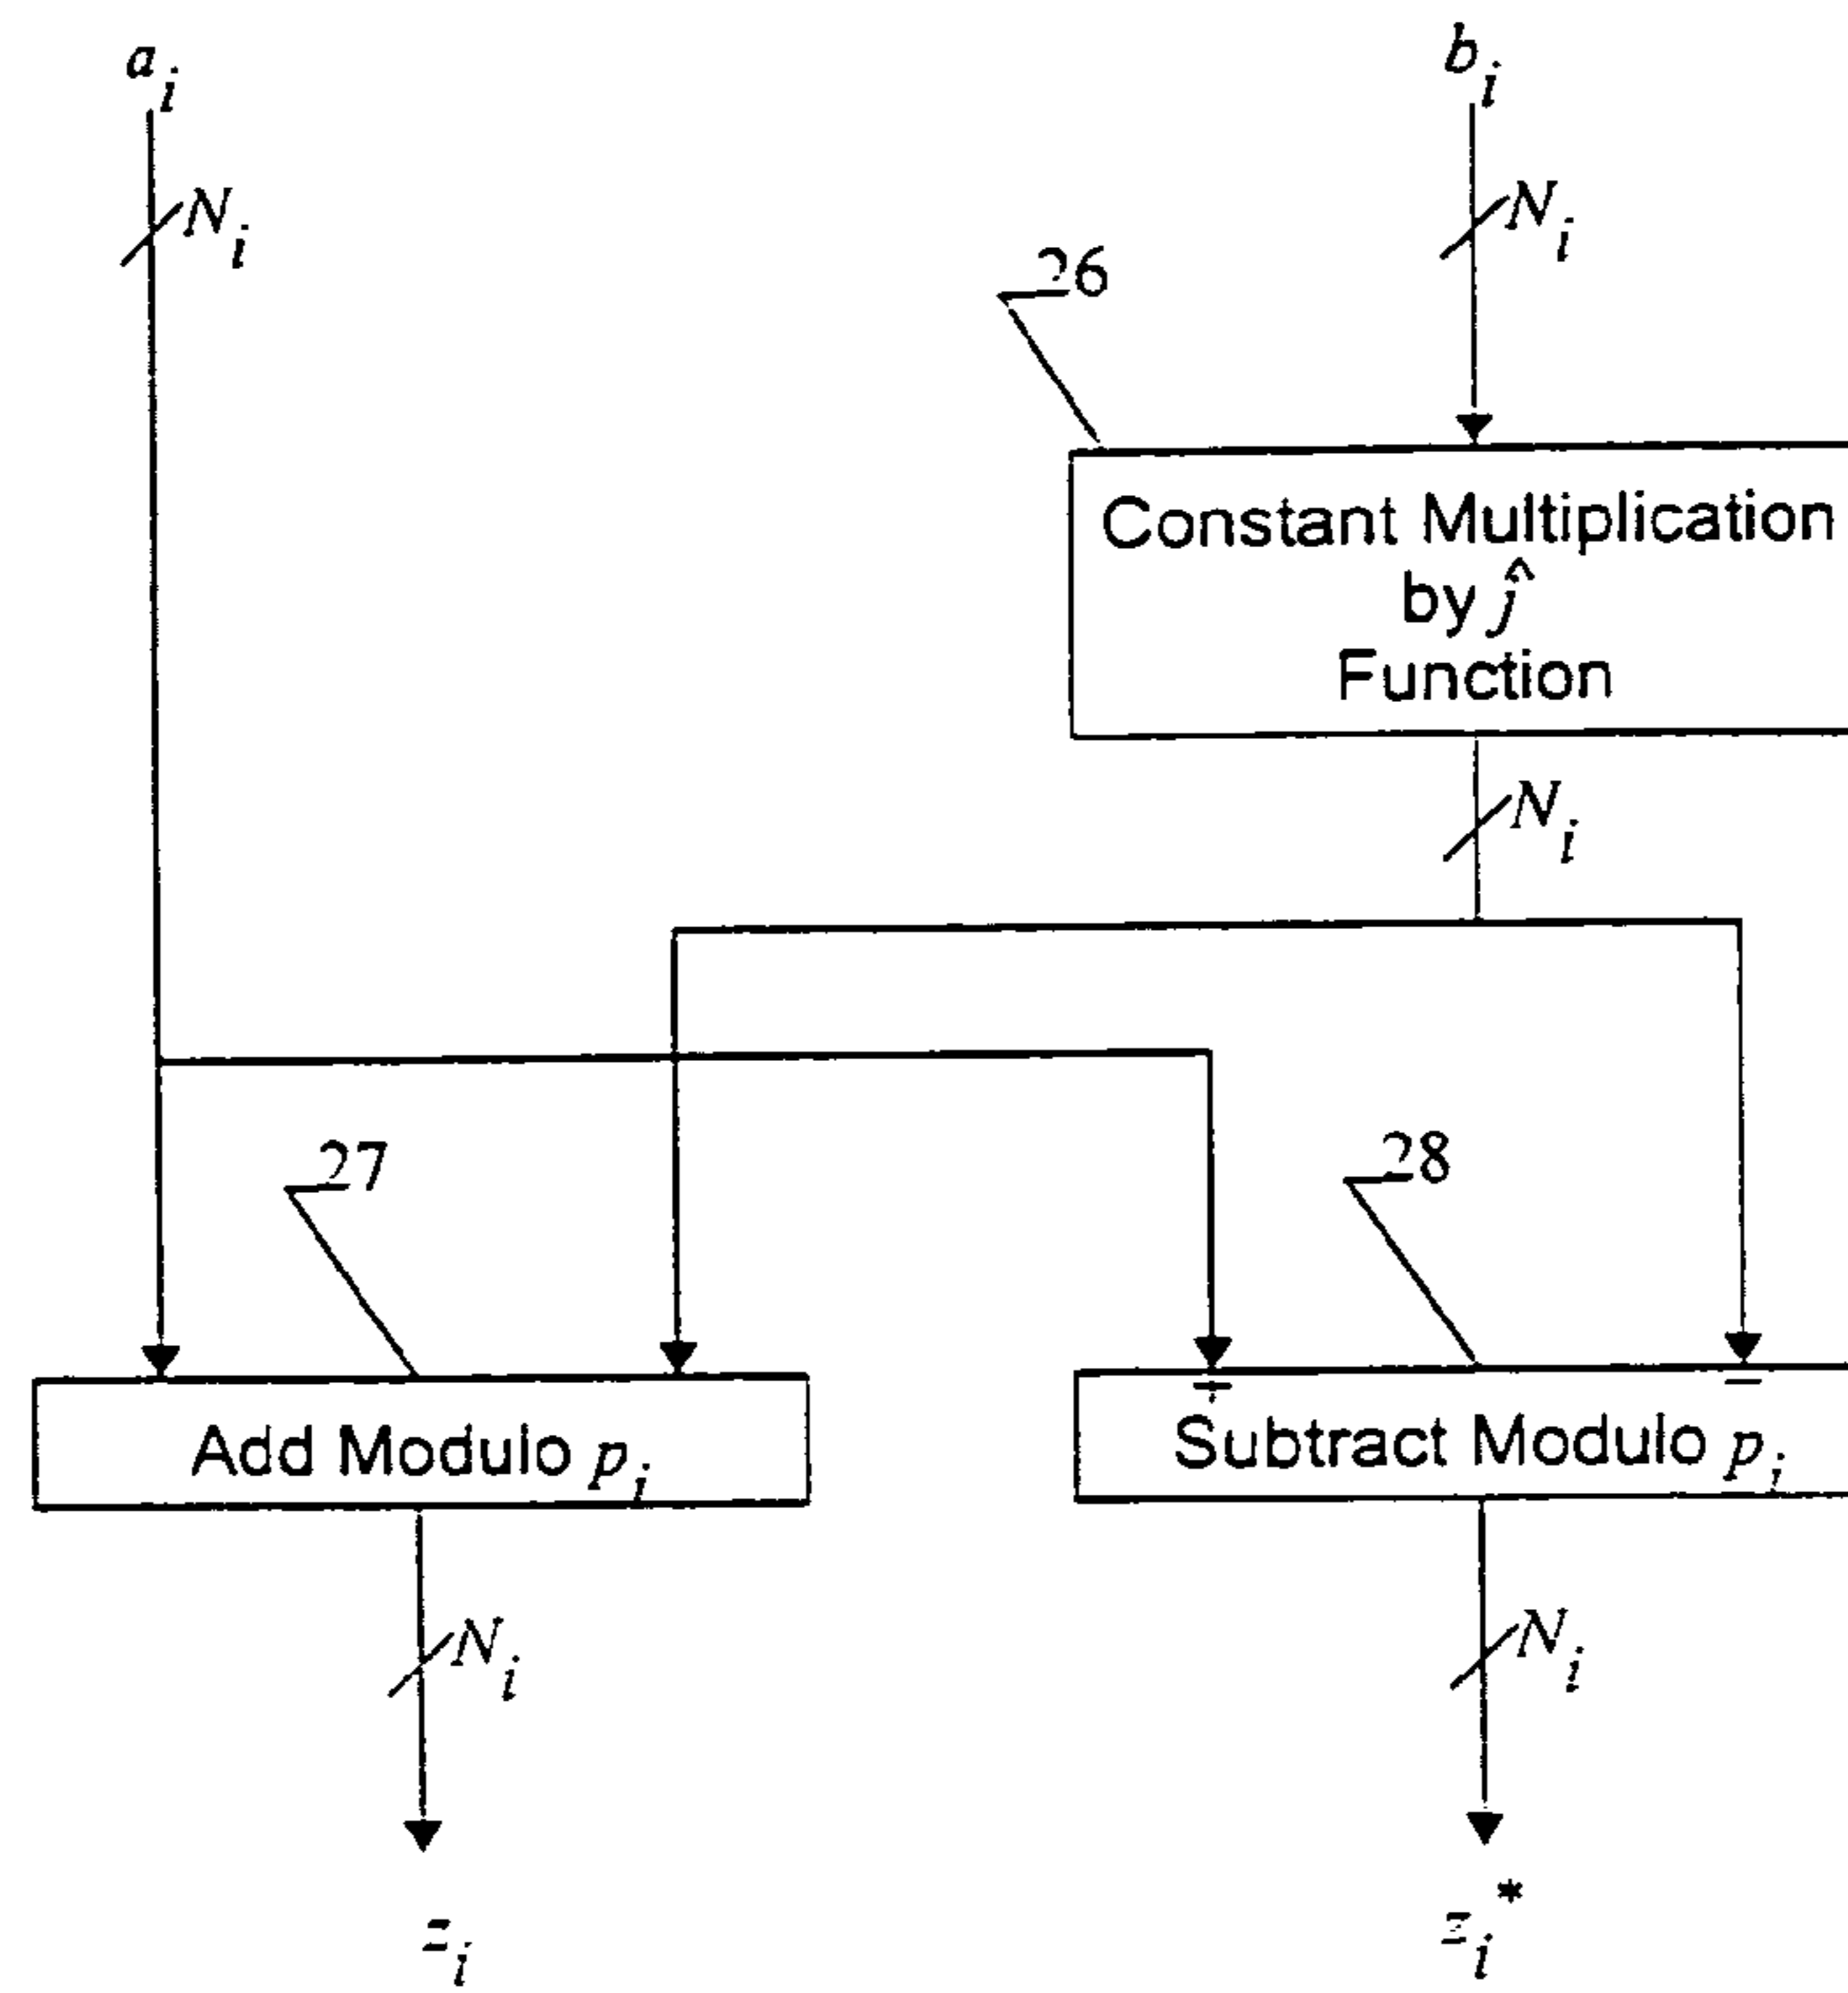 a_i
b_i
N_i
N_i
26
Constant Multiplication
by ĵ
Function
N_i
27
28
+
−
Add Modulo p_i
Subtract Modulo p_i
N_i
N_i
z_i
z_i*